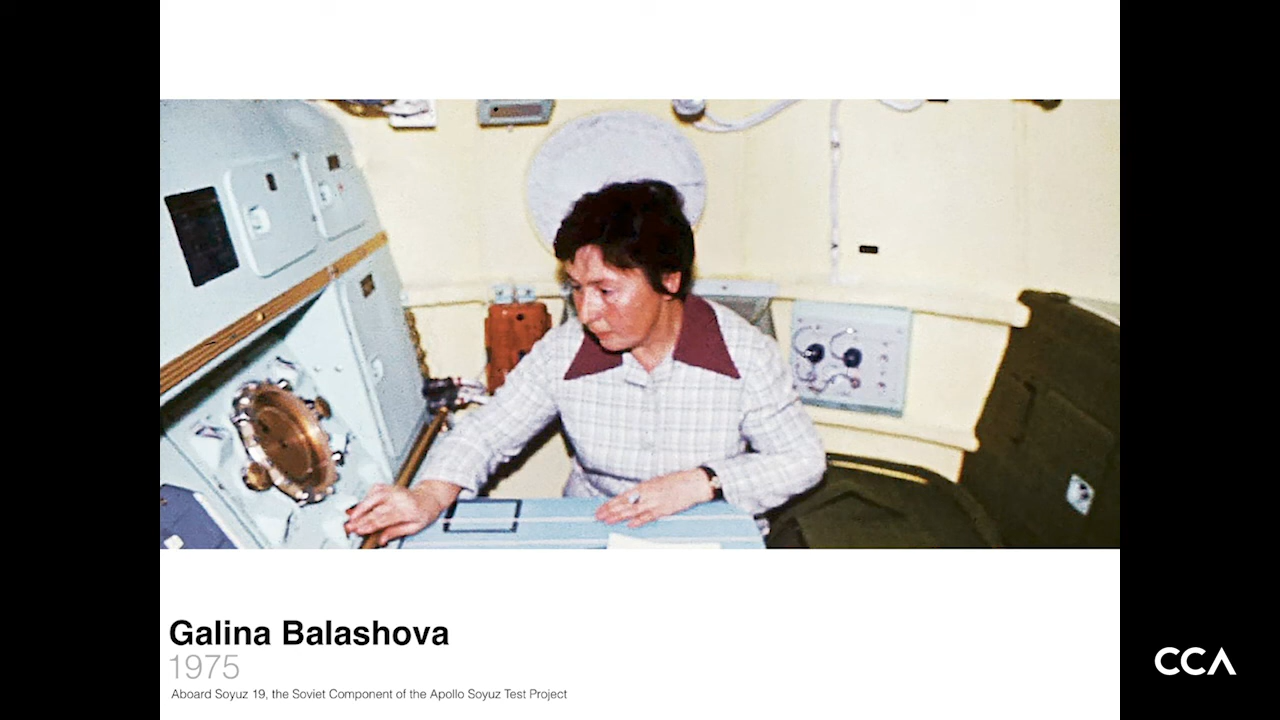 Galina Balashova
1975
Aboard Soyuz 19, the Soviet Component of the Apollo Soyuz Test Project
CCA